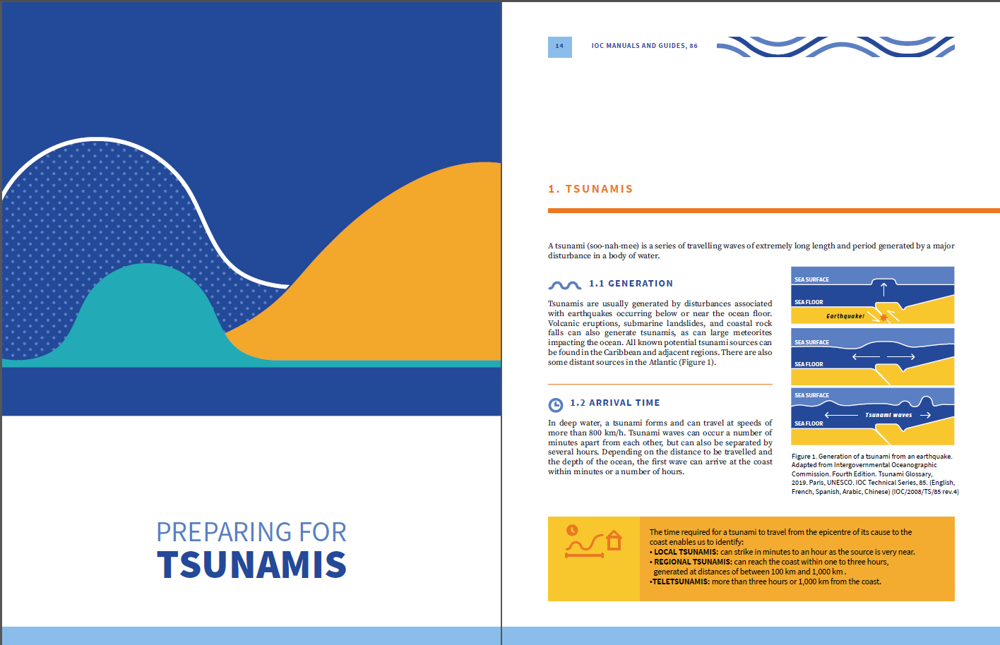 PREPARING FOR
TSUNAMIS
14
IOC MANUALS AND GUIDES, 86
1. TSUNAMIS
A tsunami (soo-nah-mee) is a series of travelling waves of extremely long length and period generated by a major
disturbance in a body of water.
1.1 GENERATION
Tsunamis are usually generated by disturbances associated
with earthquakes occurring below or near the ocean floor.
Volcanic eruptions, submarine landslides, and coastal rock
falls can also generate tsunamis, as can large meteorites
impacting the ocean. All known potential tsunami sources can
be found in the Caribbean and adjacent regions. There are also
some distant sources in the Atlantic (Figure 1).
1.2 ARRIVAL TIME
In deep water, a tsunami forms and can travel at speeds of
more than 800 km/h. Tsunami waves can occur a number of
minutes apart from each other, but can also be separated by
several hours. Depending on the distance to be travelled and
the depth of the ocean, the first wave can arrive at the coast
within minutes or a number of hours.
SEA SURFACE
SEA FLOOR
Earthquake!
SEA SURFACE
SEA FLOOR
SEA SURFACE
Tsunami waves
SEA FLOOR
Figure 1. Generation of a tsunami from an earthquake.
Adapted from Intergovernmental Oceanographic
Commission. Fourth Edition. Tsunami Glossary,
2019. Paris, UNESCO. IOC Technical Series, 85. (English,
French, Spanish, Arabic, Chinese) (IOC/2008/TS/85 rev.4)
The time required for a tsunami to travel from the epicentre of its cause to the
coast enables us to identify:
• LOCAL TSUNAMIS: can strike in minutes to an hour as the source is very near.
• REGIONAL TSUNAMIS: can reach the coast within one to three hours,
generated at distances of between 100 km and 1,000 km .
•TELETSUNAMIS: more than three hours or 1,000 km from the coast.